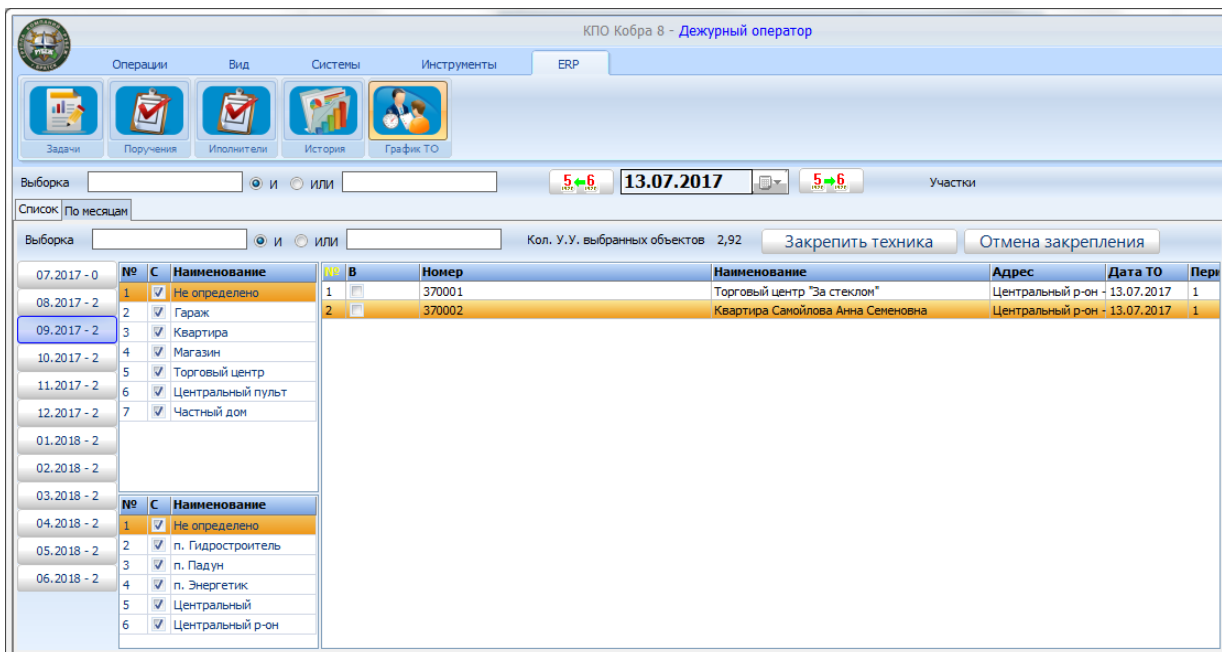 КПО Кобра 8 - Дежурный оператор
Операции Вид Системы Инструменты ERP
Задачи Поручения Иполнители История График ТО
Выборка и или 5 6 13.07.2017 5 6 Участки
Список По месяцам
Выборка и или Кол. У.У. выбранных объектов 2,92 Закрепить техника Отмена закрепления
07.2017 - 0
08.2017 - 2
09.2017 - 2
10.2017 - 2
11.2017 - 2
12.2017 - 2
01.2018 - 2
02.2018 - 2
03.2018 - 2
04.2018 - 2
05.2018 - 2
06.2018 - 2
№ С Наименование
1 Не определено
2 Гараж
3 Квартира
4 Магазин
5 Торговый центр
6 Центральный пульт
7 Частный дом
№ С Наименование
1 Не определено
2 п. Гидростроитель
3 п. Падун
4 п. Энергетик
5 Центральный
6 Центральный р-он
№ В Номер Наименование Адрес Дата ТО Пери
1 370001 Торговый центр "За стеклом" Центральный р-он - 13.07.2017 1
2 370002 Квартира Самойлова Анна Семеновна Центральный р-он - 13.07.2017 1